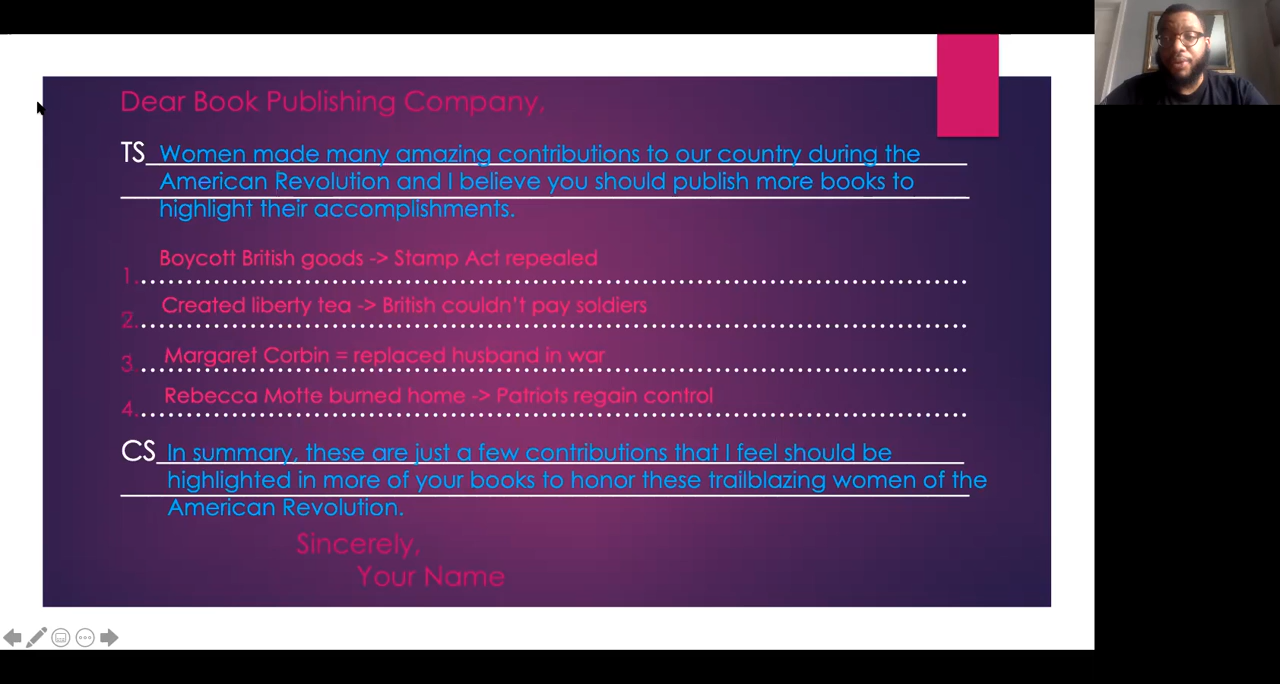 Dear Book Publishing Company,
TS Women made many amazing contributions to our country during the
American Revolution and I believe you should publish more books to
highlight their accomplishments.
1. Boycott British goods -> Stamp Act repealed
2. Created liberty tea -> British couldn't pay soldiers
3 Margaret Corbin = replaced husband in war
4. Rebecca Motte burned home -> Patriots regain control
CS In summary, these are just a few contributions that I feel should be
highlighted in more of your books to honor these trailblazing women of the
American Revolution.
Sincerely,
Your Name